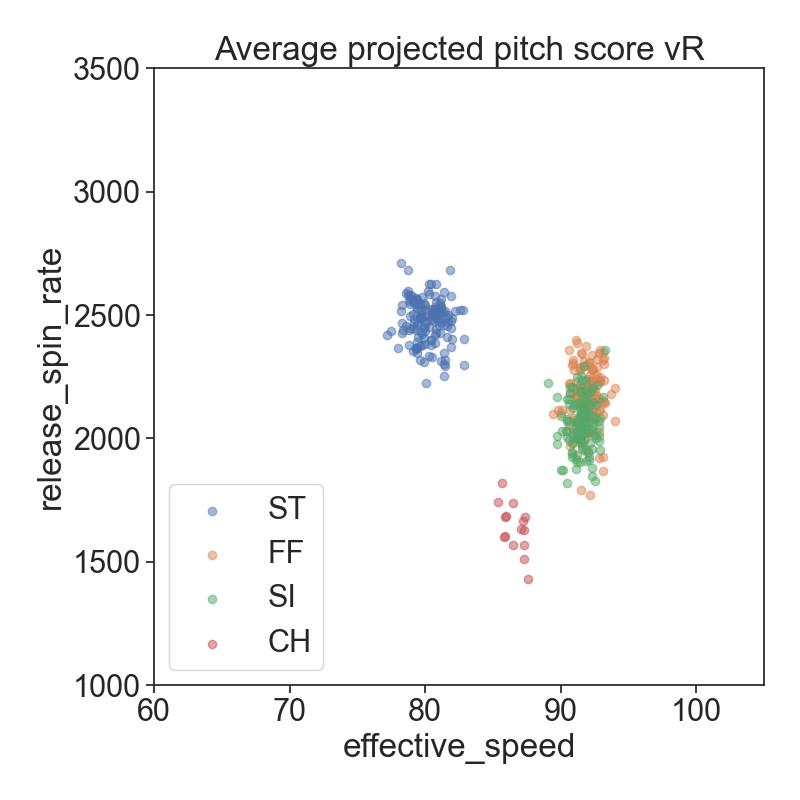 Average projected pitch score vR
release_spin_rate
3500
3000
2500
2000
1500
1000
ST
FF
SI
CH
60 70 80 90 100
effective_speed